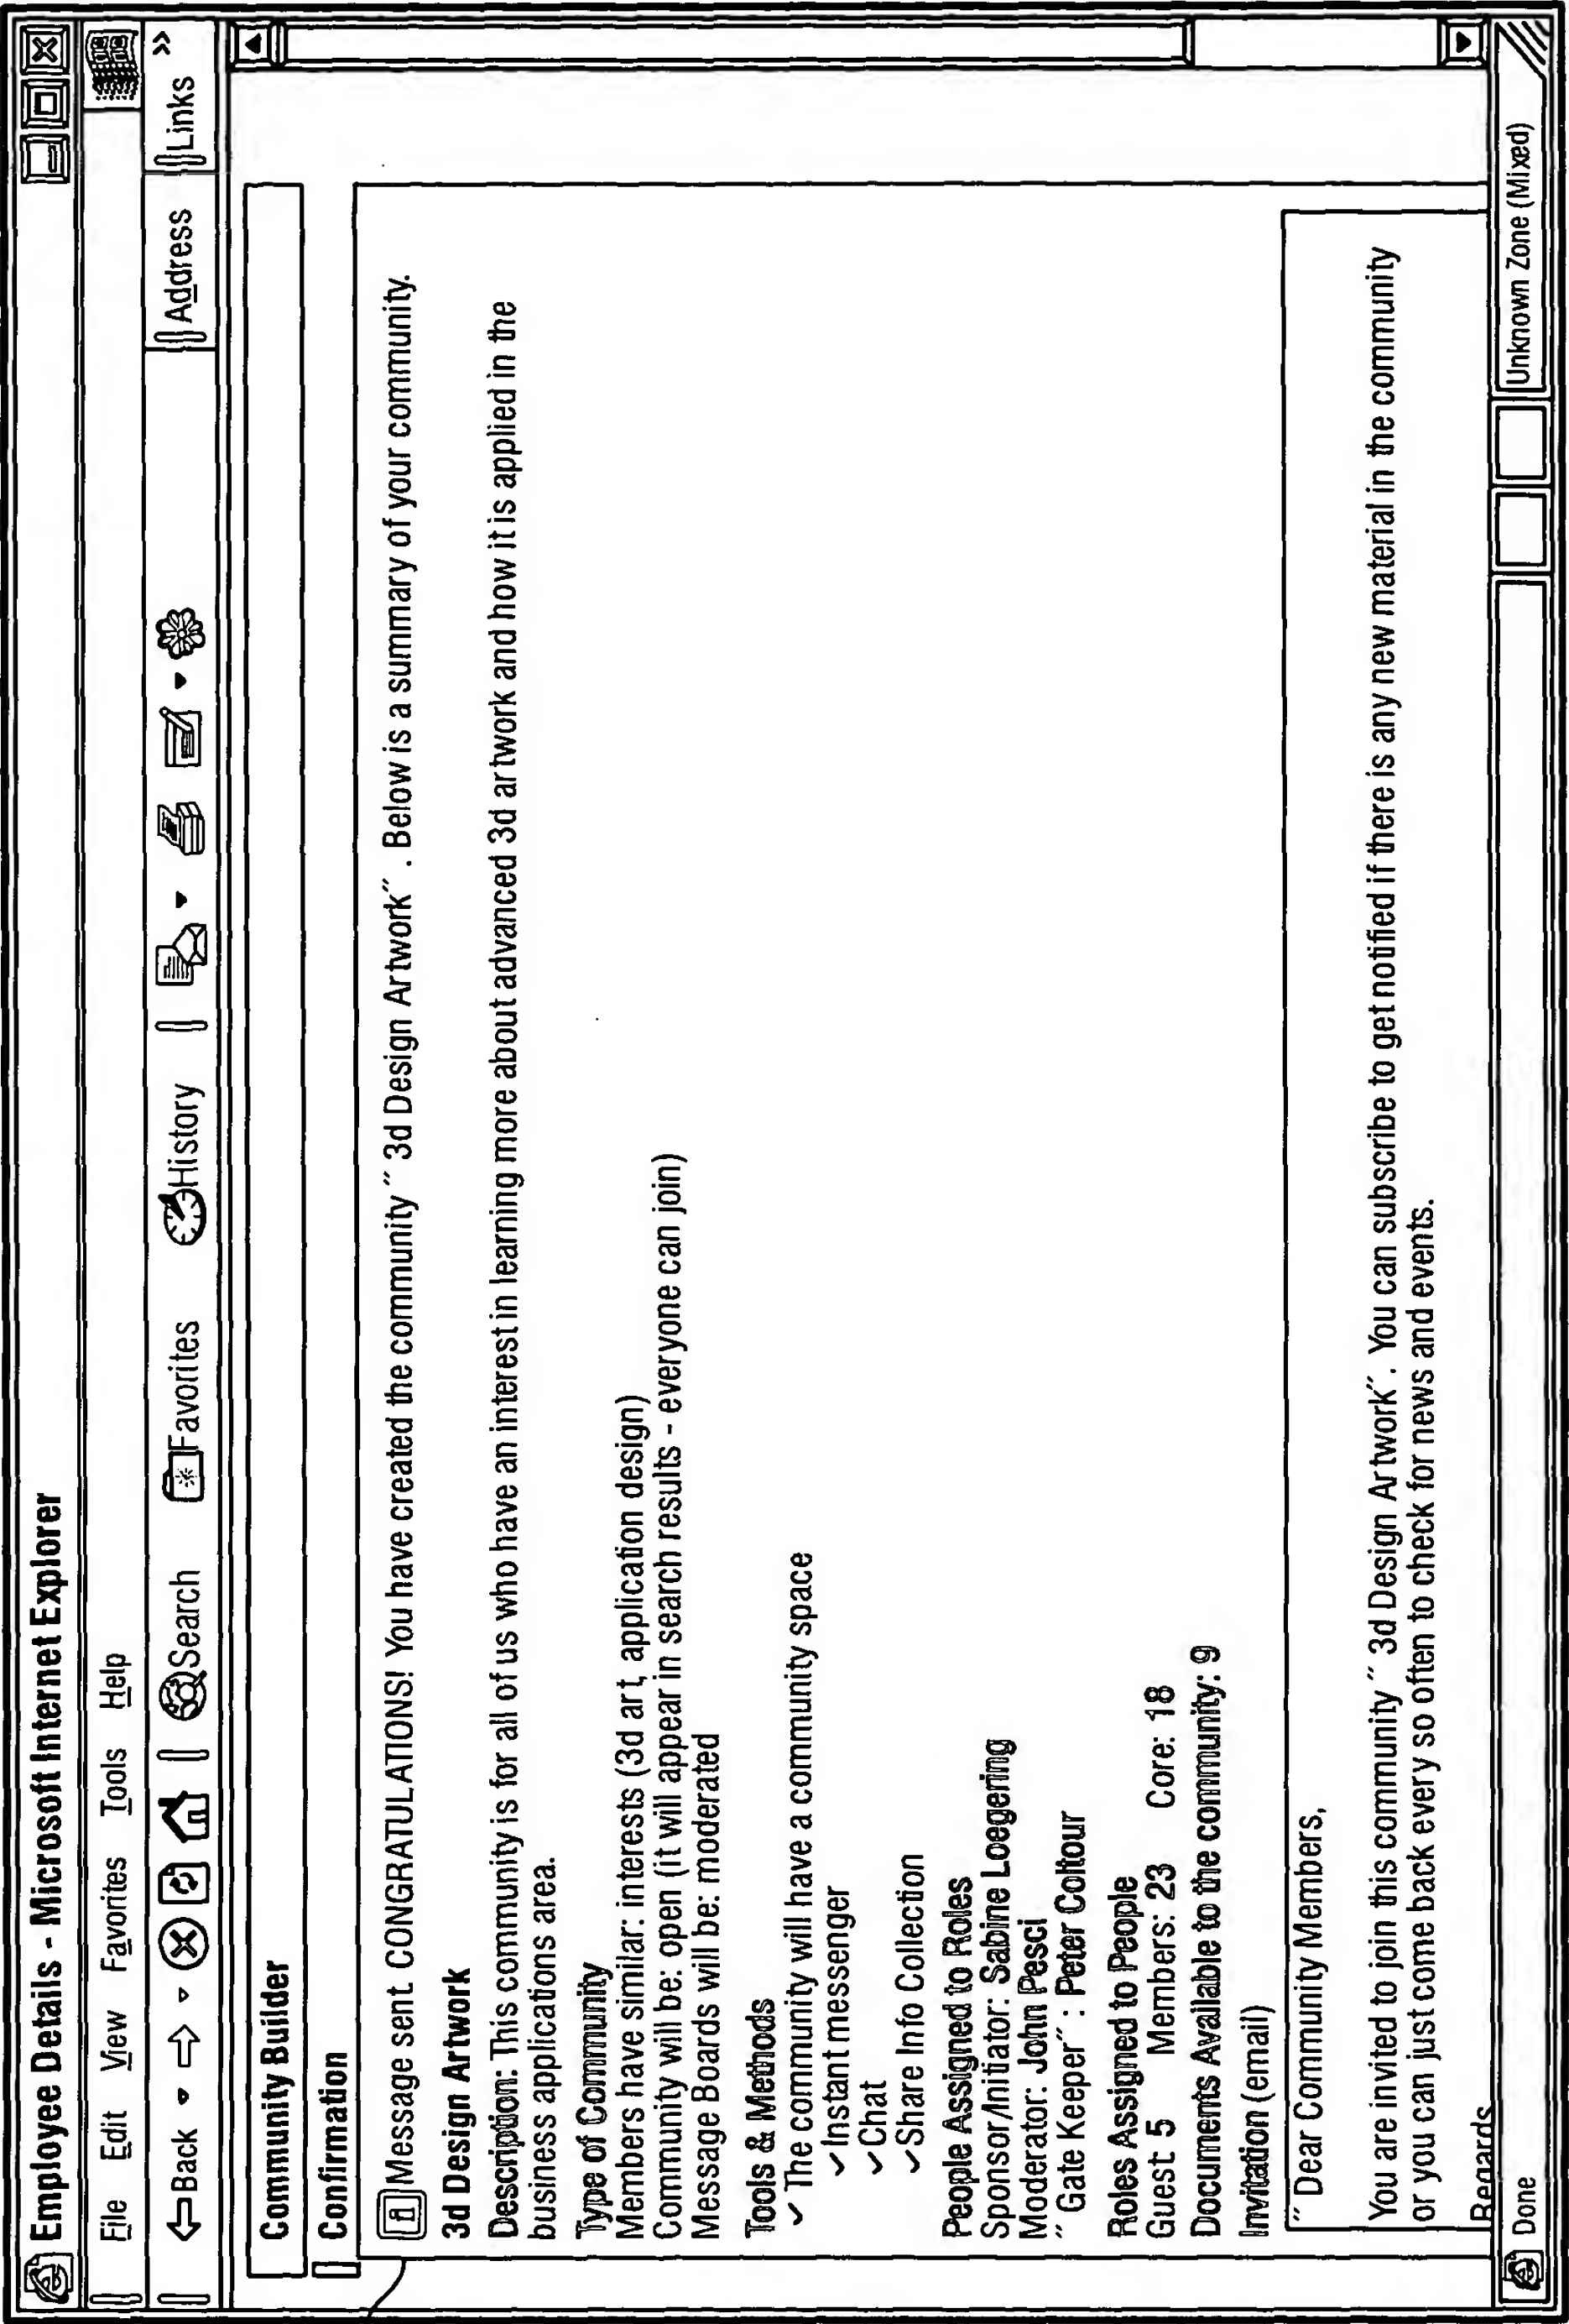 Employee Details - Microsoft Internet Explorer
File Edit View Favorites Tools Help
Back Search Favorites History Address Links »
Community Builder
Confirmation
Message sent CONGRATULATIONS! You have created the community ˝ 3d Design Artwork˝ . Below is a summary of your community.
3d Design Artwork
Description: This community is for all of us who have an interest in learning more about advanced 3d artwork and how it is applied in the
business applications area.
Type of Community
Members have similar: interests (3d art, application design)
Community will be: open (it will appear in search results - everyone can join)
Message Boards will be: moderated
Tools & Methods
✓ The community will have a community space
✓Instant messenger
✓Chat
✓Share Info Collection
People Assigned to Roles
Sponsor/Initiator: Sabine Loegering
Moderator: John Pesci
˝ Gate Keeper˝ : Peter Coltour
Roles Assigned to People
Guest 5 Members: 23 Core: 18
Documents Available to the community: 9
Invitation (email)
˝ Dear Community Members,
You are invited to join this community ˝ 3d Design Artwork˝. You can subscribe to get notified if there is any new material in the community
or you can just come back every so often to check for news and events.
Regards
Done Unknown Zone (Mixed)